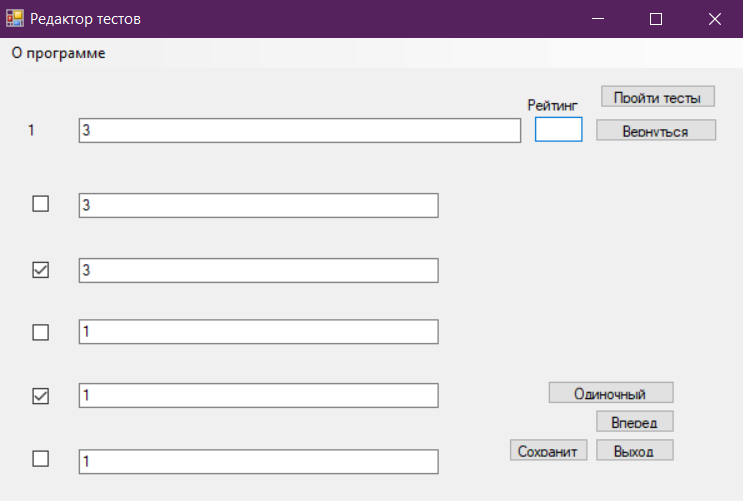 Редактор тестов
О программе
Рейтинг
Пройти тесты
1
3
Вернуться
3
3
1
1
Одиночный
Вперед
1
Сохранит
Выход